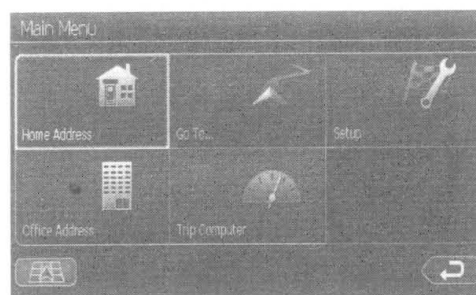 Main Menu
Home Address
Go To...
Setup
Office Address
Trip Computer